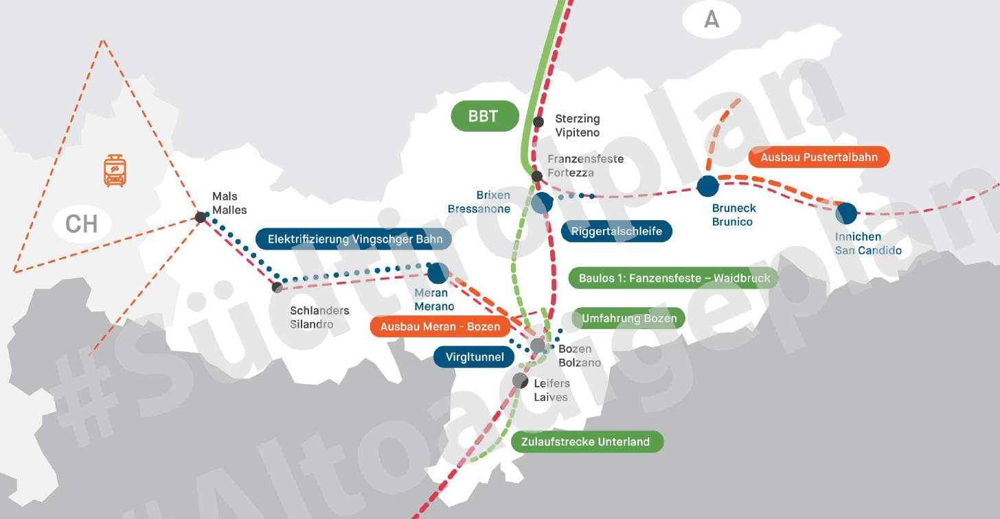 A
BBT
Sterzing
Vipiteno
Franzensfeste
Fortezza
Ausbau Pustertalbahn
Mals
Malles
CH
Brixen
Bressanone
Bruneck
Brunico
Riggertalschleife
Innichen
San Candido
Elektrifizierung Vingschger Bahn
Baulos 1: Fanzensfeste – Waidbruck
Meran
Merano
Schlanders
Silandro
Umfahrung Bozen
Ausbau Meran - Bozen
Virgltunnel
Bozen
Bolzano
Leifers
Laives
Zulaufstrecke Unterland
#Südtirolplan
#Altoadigeplan